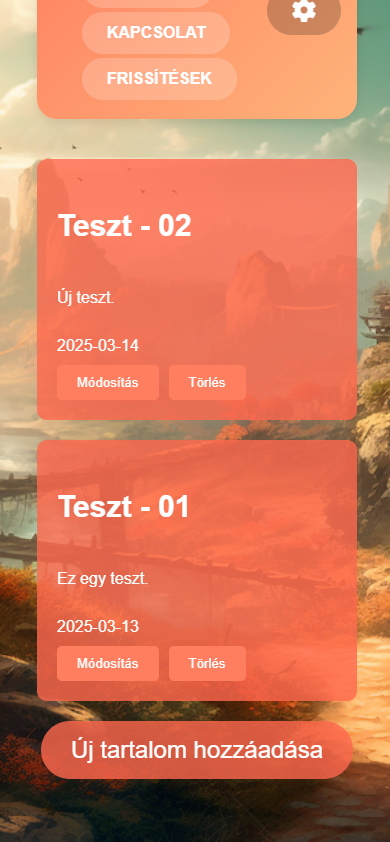 KAPCSOLAT
FRISSÍTÉSEK
Teszt - 02
Új teszt.
2025-03-14
Módosítás
Törlés
Teszt - 01
Ez egy teszt.
2025-03-13
Módosítás
Törlés
Új tartalom hozzáadása